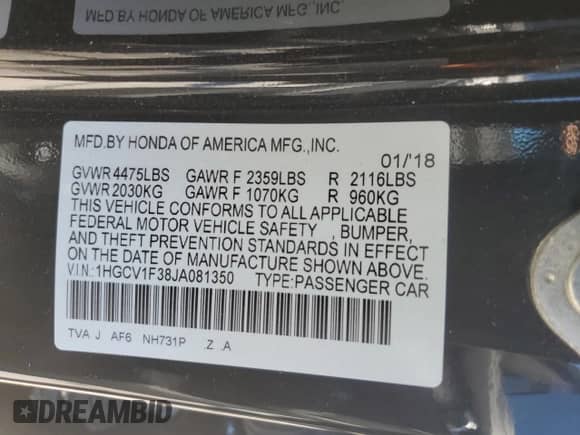 MFD.BY HONDA OF AMERICA MFG.,INC.
MFD.BY HONDA OF AMERICA MFG.,INC.
01/'18
GVWR 4475LBS GAWR F 2359LBS R 2116LBS
GVWR 2030KG GAWR F 1070KG R 960KG
THIS VEHICLE CONFORMS TO ALL APPLICABLE
FEDERAL MOTOR VEHICLE SAFETY , BUMPER,
AND THEFT PREVENTION STANDARDS IN EFFECT
ON THE DATE OF MANUFACTURE SHOWN ABOVE.
VIN:1HGCV1F38JA081350 TYPE:PASSENGER CAR
TVA J AF6 NH731P .Z .A
DREAMBID